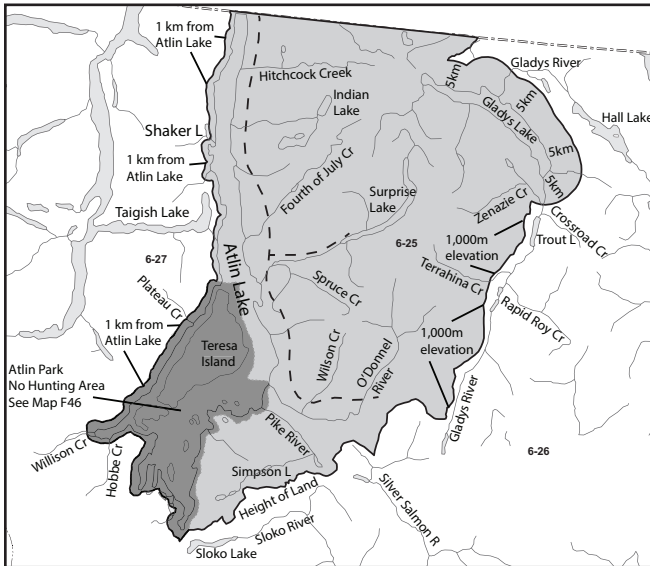 1 km from
Atlin Lake
Hitchcock Creek
Indian
Lake
5km
Gladys River
5km
Gladys Lake
Hall Lake
Shaker L
1 km from
Atlin Lake
Fourth of July Cr
5km
5km
Taigish Lake
Surprise
Lake
Zenazie Cr
Crossroad Cr
6-25
1,000m
elevation
Trout L
6-27
Atlin Lake
Terrahina Cr
Plateau Cr
Spruce Cr
Rapid Roy Cr
1 km from
Atlin Lake
Teresa
Island
Wilson Cr
O'Donnel
River
1,000m
elevation
Atlin Park
No Hunting Area
See Map F46
Gladys River
Pike River
6-26
Willison Cr
Hobbe Cr
Simpson L
Height of Land
Silver Salmon R
Sloko River
Sloko Lake